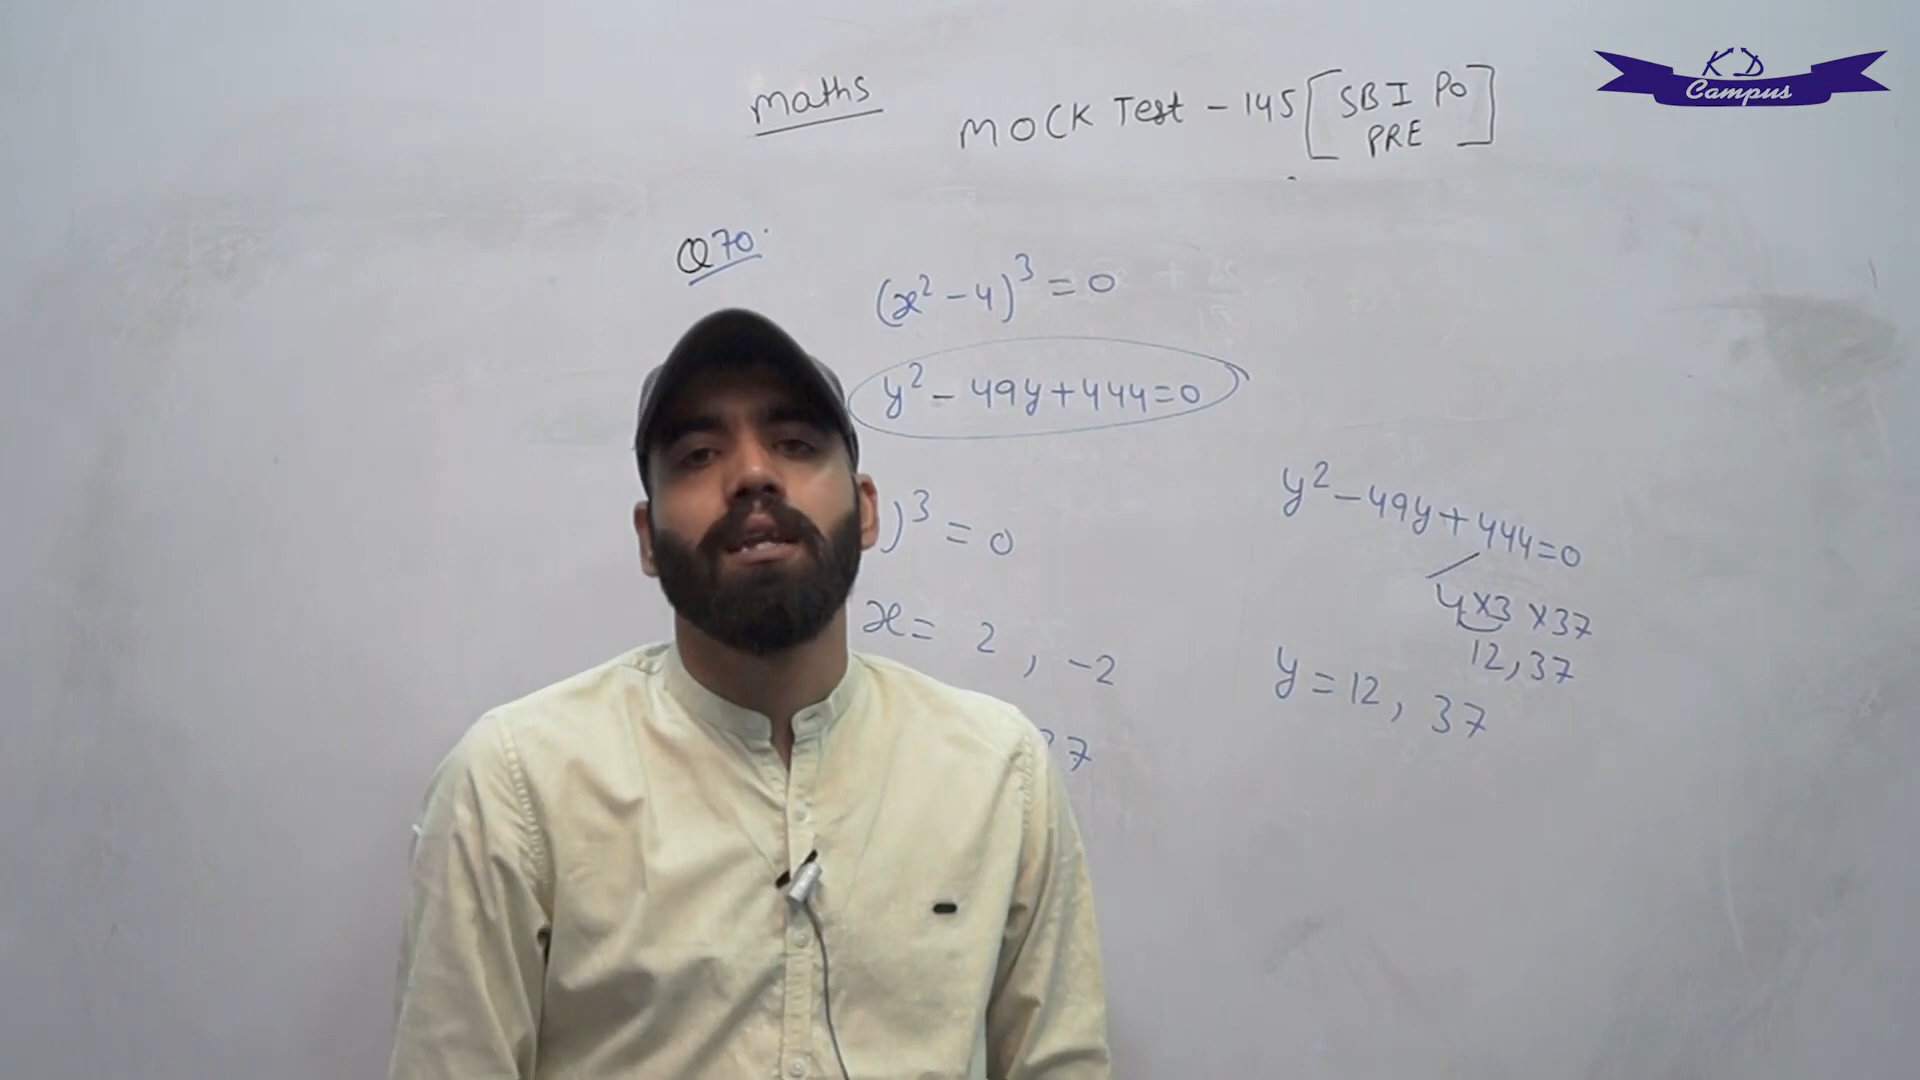 KD
Campus
Maths
MOCK Test - 145 [SBI PO
PRE]
Q70.
(x² - 4)³ = 0
y² - 49y + 444 = 0
)³ = 0
x = 2, -2
37
y² - 49y + 444 = 0
4 x 3 x 37
12, 37
y = 12, 37